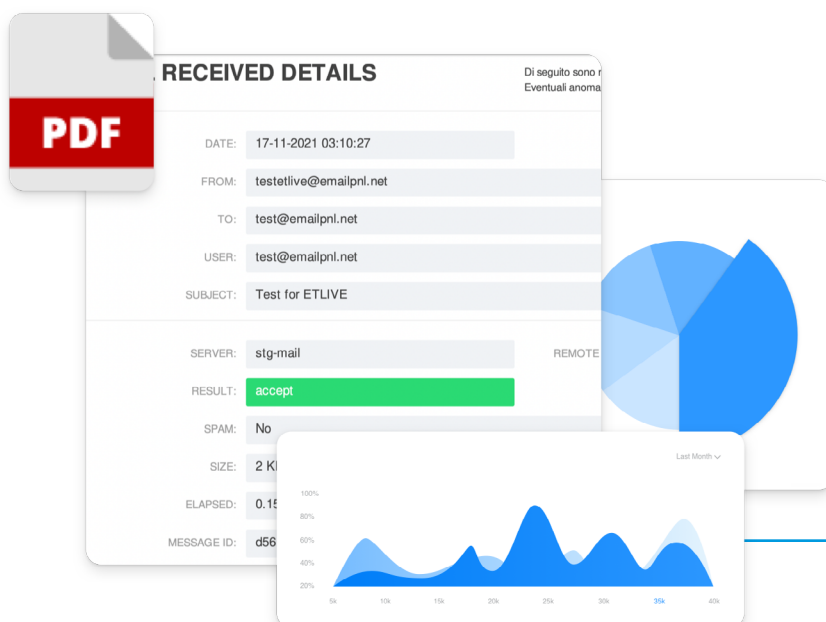 PDF
. RECEIVED DETAILS
Di seguito sono
Eventuali anoma
DATE: 17-11-2021 03:10:27
FROM: testetlive@emailpnl.net
TO: test@emailpnl.net
USER: test@emailpnl.net
SUBJECT: Test for ETLIVE
SERVER: stg-mail
REMOTE
RESULT: accept
SPAM: No
SIZE: 2 K
ELAPSED: 0.15
MESSAGE ID: d56
Last Month
100%
80%
60%
40%
20%
5k 10k 15k 20k 25k 30k 35k 40k